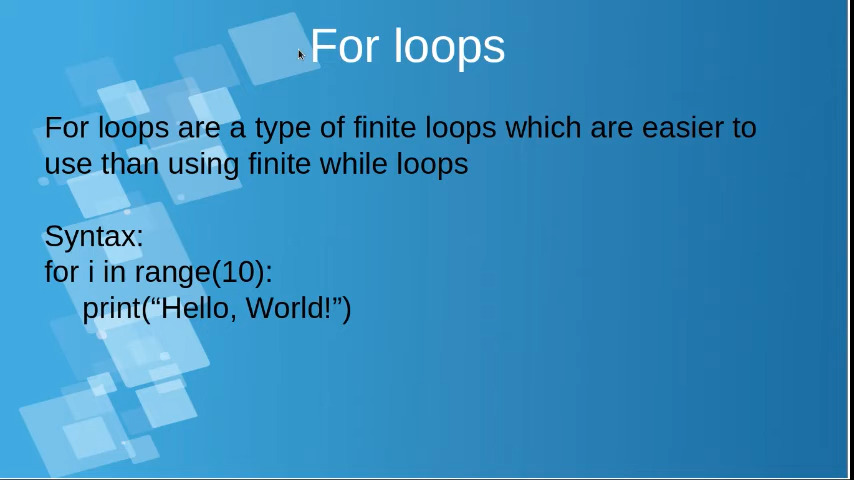 For loops
For loops are a type of finite loops which are easier to
use than using finite while loops
Syntax:
for i in range(10):
print(“Hello, World!”)